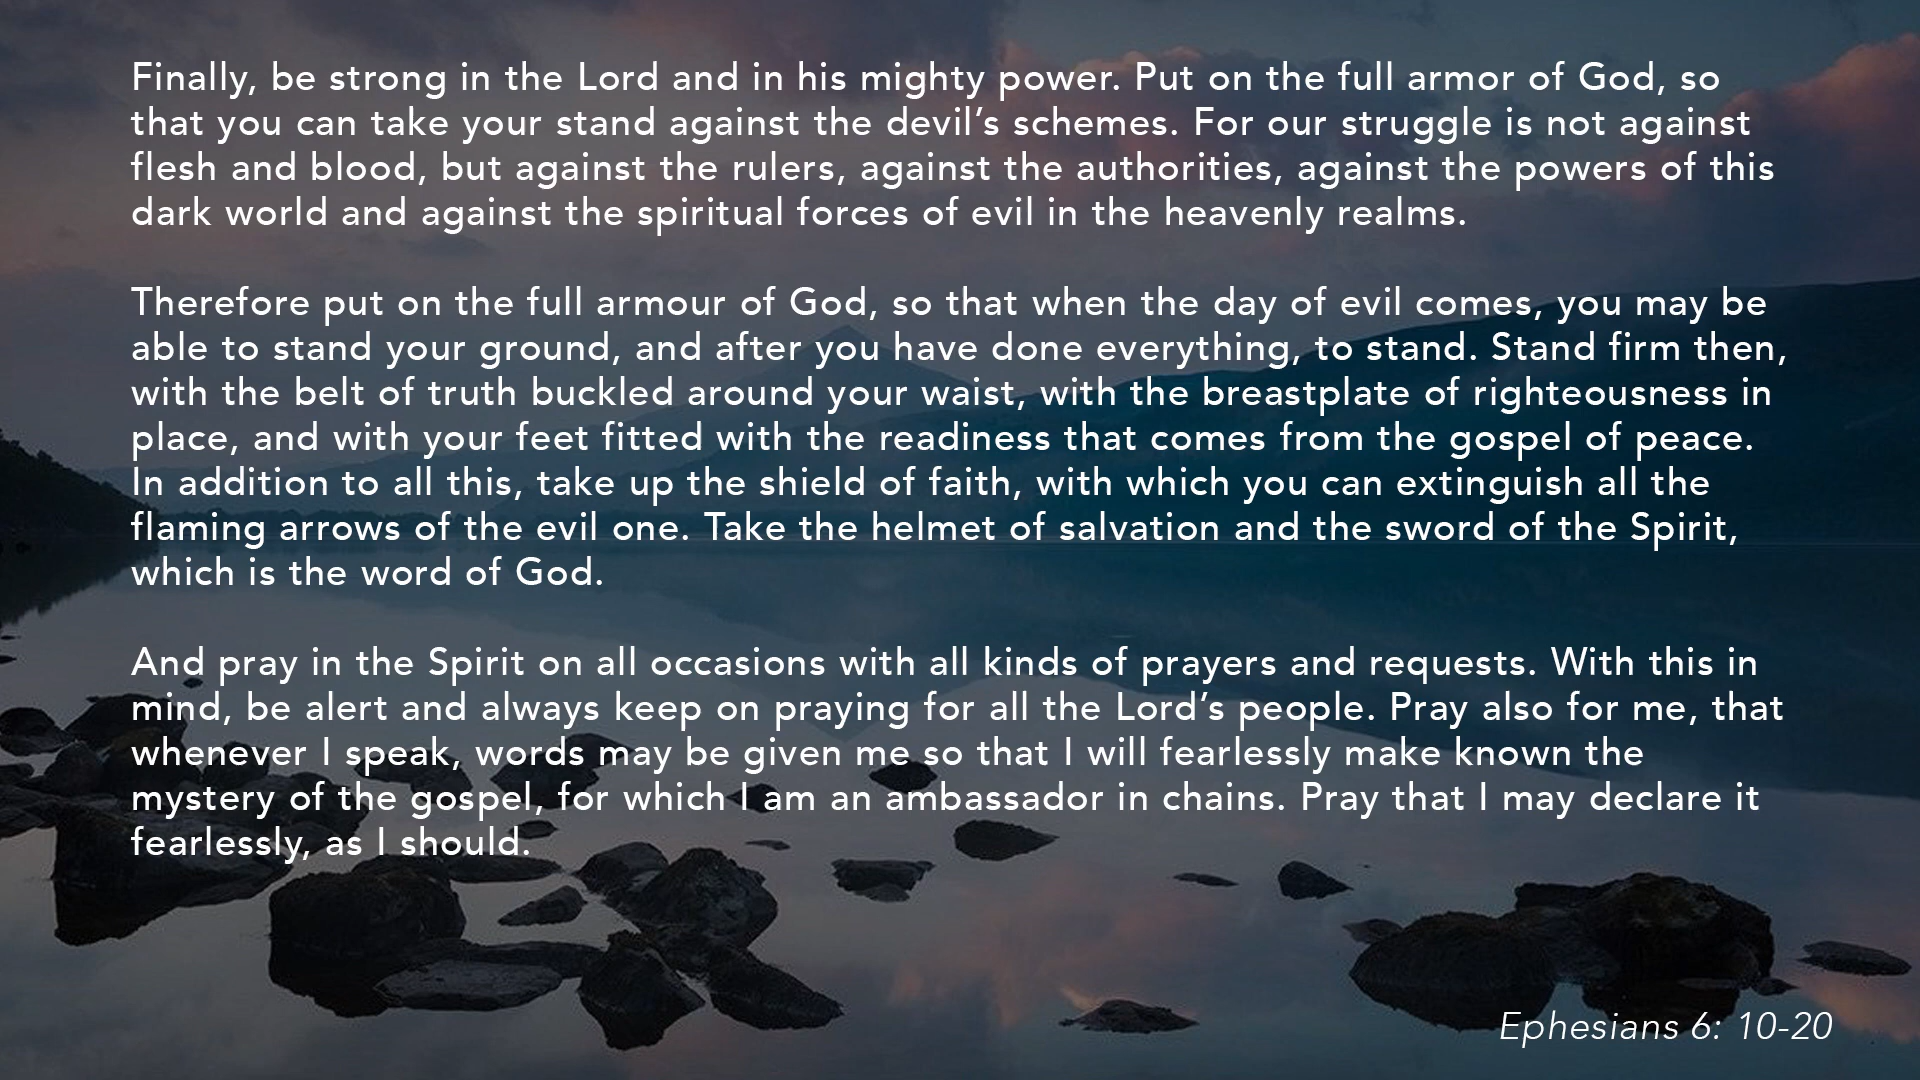 Finally, be strong in the Lord and in his mighty power. Put on the full armor of God, so
that you can take your stand against the devil’s schemes. For our struggle is not against
flesh and blood, but against the rulers, against the authorities, against the powers of this
dark world and against the spiritual forces of evil in the heavenly realms.
Therefore put on the full armour of God, so that when the day of evil comes, you may be
able to stand your ground, and after you have done everything, to stand. Stand firm then,
with the belt of truth buckled around your waist, with the breastplate of righteousness in
place, and with your feet fitted with the readiness that comes from the gospel of peace.
In addition to all this, take up the shield of faith, with which you can extinguish all the
flaming arrows of the evil one. Take the helmet of salvation and the sword of the Spirit,
which is the word of God.
And pray in the Spirit on all occasions with all kinds of prayers and requests. With this in
mind, be alert and always keep on praying for all the Lord’s people. Pray also for me, that
whenever I speak, words may be given me so that I will fearlessly make known the
mystery of the gospel, for which I am an ambassador in chains. Pray that I may declare it
fearlessly, as I should.
Ephesians 6: 10-20